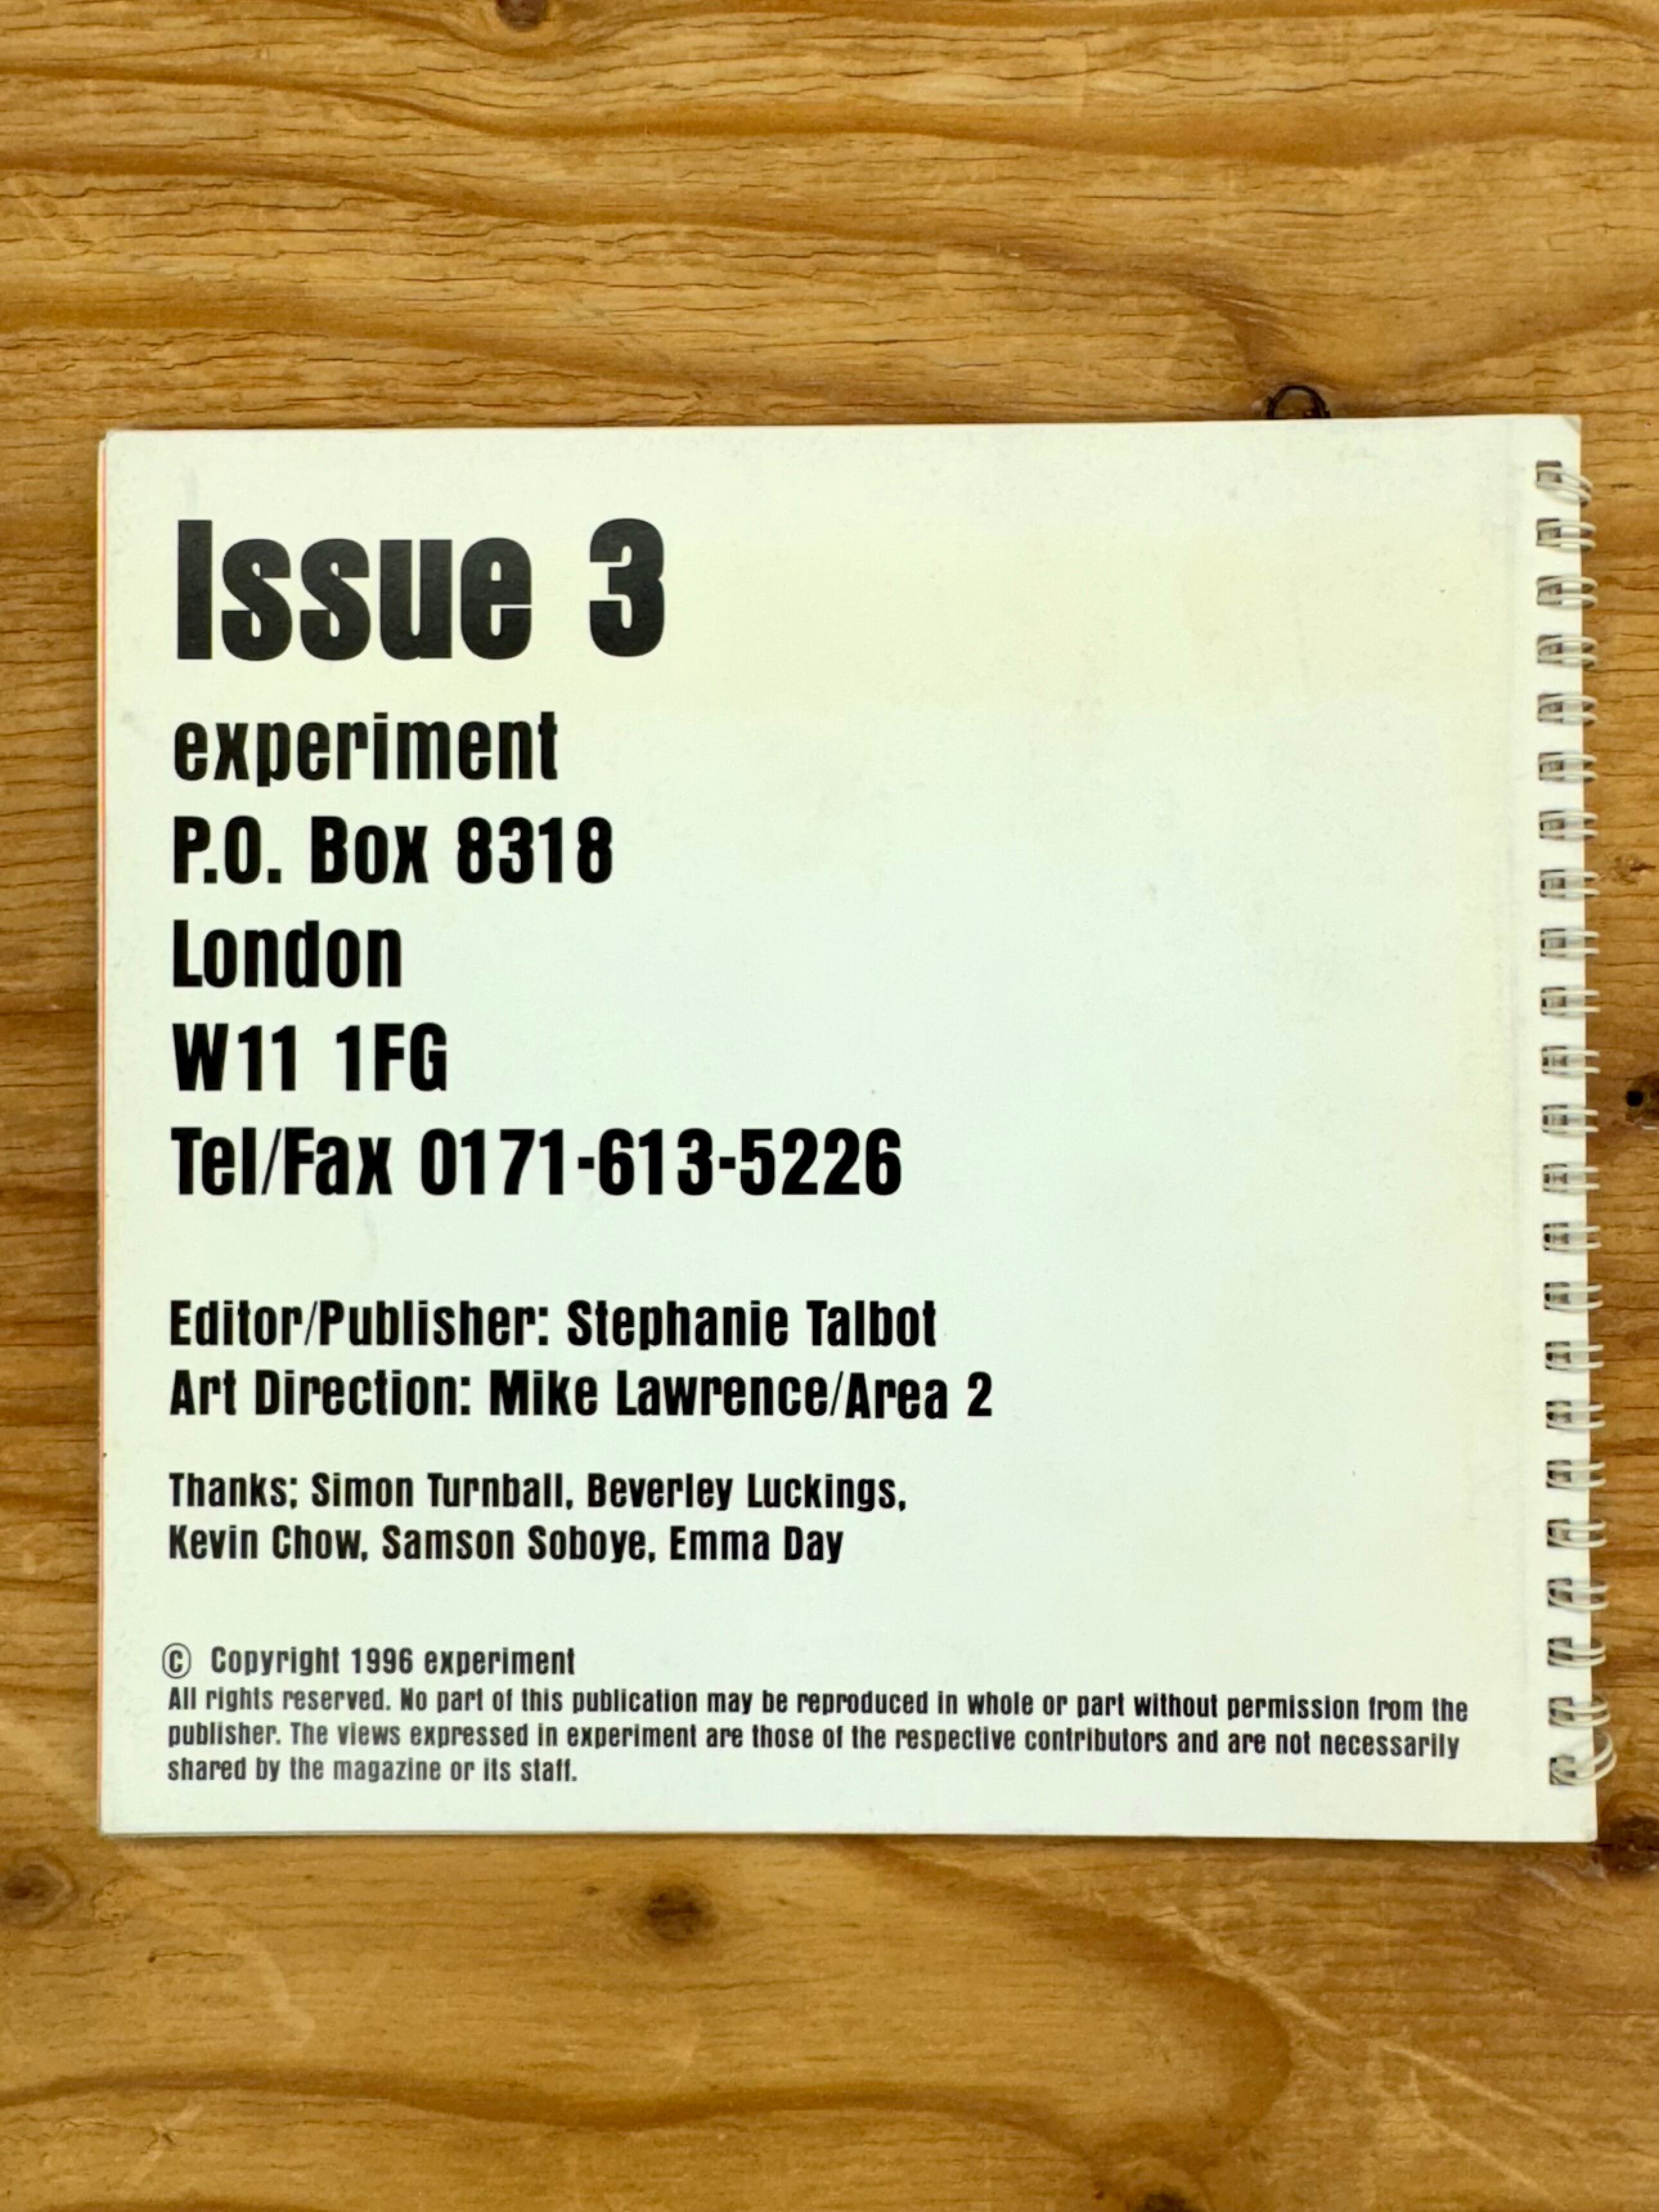 Issue 3
experiment
P.O. Box 8318
London
W11 1FG
Tel/Fax 0171-613-5226
Editor/Publisher: Stephanie Talbot
Art Direction: Mike Lawrence/Area 2
Thanks; Simon Turnball, Beverley Luckings,
Kevin Chow, Samson Soboye, Emma Day
© Copyright 1996 experiment
All rights reserved. No part of this publication may be reproduced in whole or part without permission from the
publisher. The views expressed in experiment are those of the respective contributors and are not necessarily
shared by the magazine or its staff.